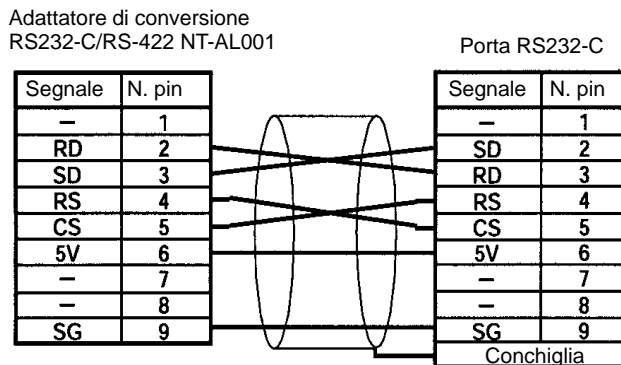 Adattatore di conversione
RS232-C/RS-422 NT-AL001
Segnale N. pin
– 1
RD 2
SD 3
RS 4
CS 5
5V 6
– 7
– 8
SG 9
Porta RS232-C
Segnale N. pin
– 1
SD 2
RD 3
RS 4
CS 5
5V 6
– 7
– 8
SG 9
Conchiglia